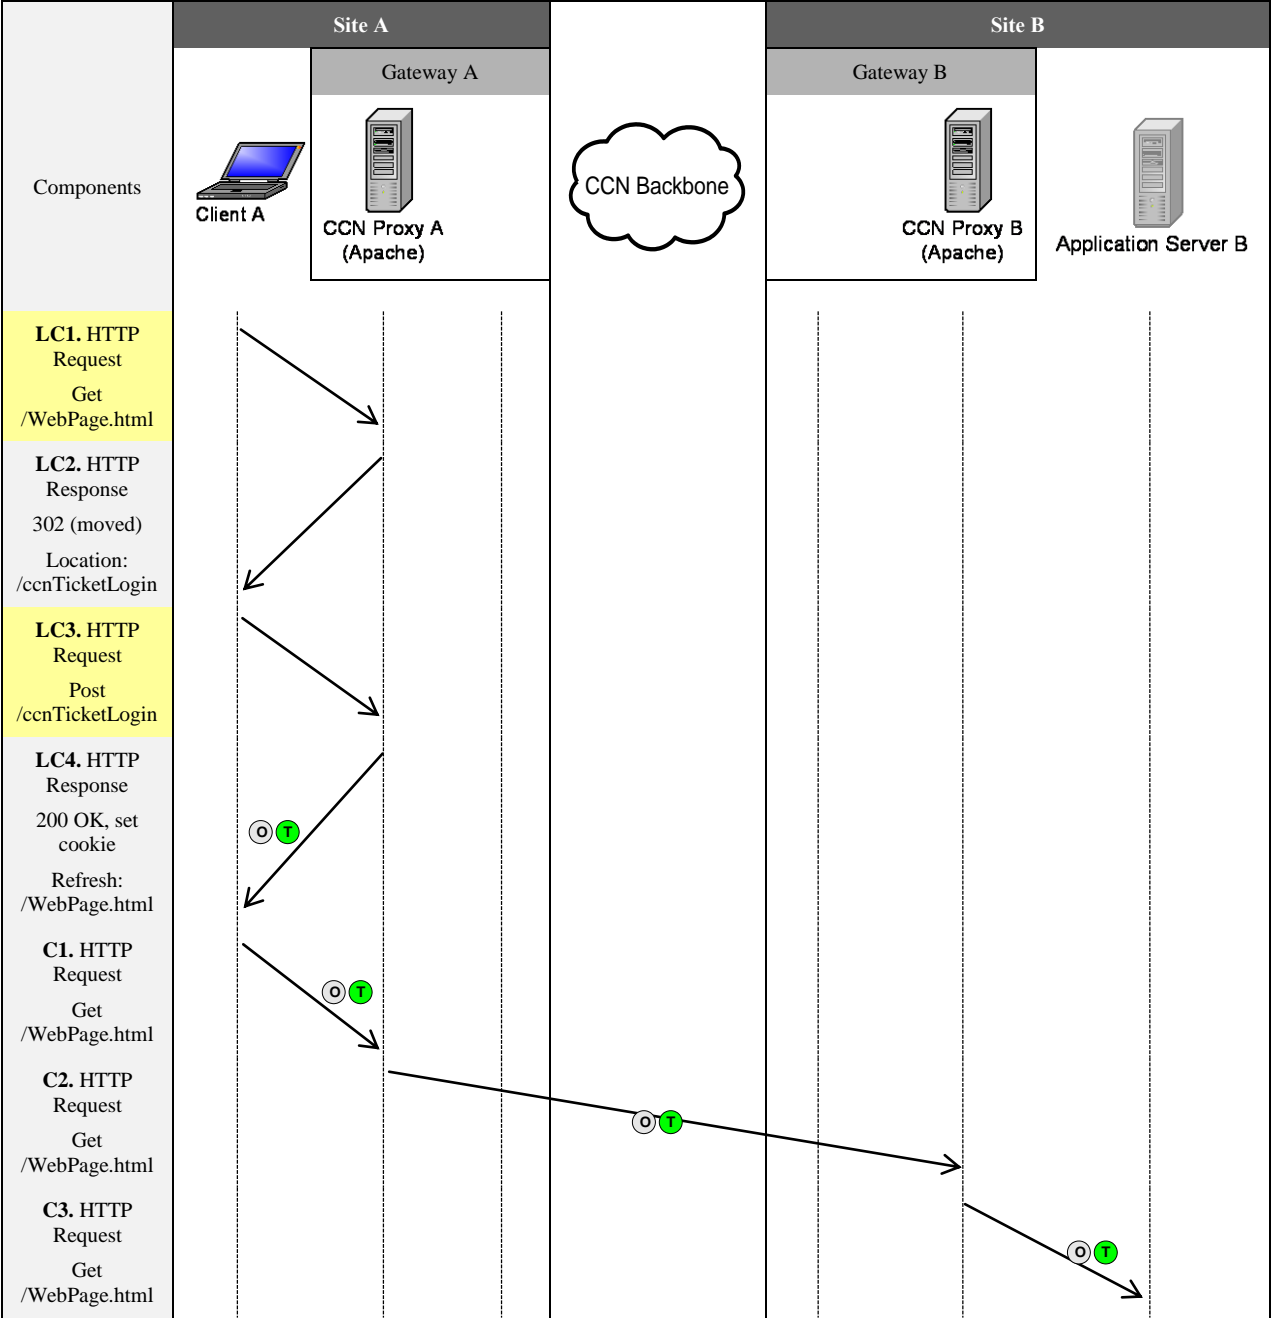 Site A
Site B
Gateway A
Gateway B
Components
Client A
CCN Proxy A
(Apache)
CCN Backbone
CCN Proxy B
(Apache)
Application Server B
LC1. HTTP
Request
Get
/WebPage.html
LC2. HTTP
Response
302 (moved)
Location:
/ccnTicketLogin
LC3. HTTP
Request
Post
/ccnTicketLogin
LC4. HTTP
Response
200 OK, set
cookie
Refresh:
/WebPage.html
O T
C1. HTTP
Request
Get
/WebPage.html
O T
C2. HTTP
Request
Get
/WebPage.html
O T
C3. HTTP
Request
Get
/WebPage.html
O T